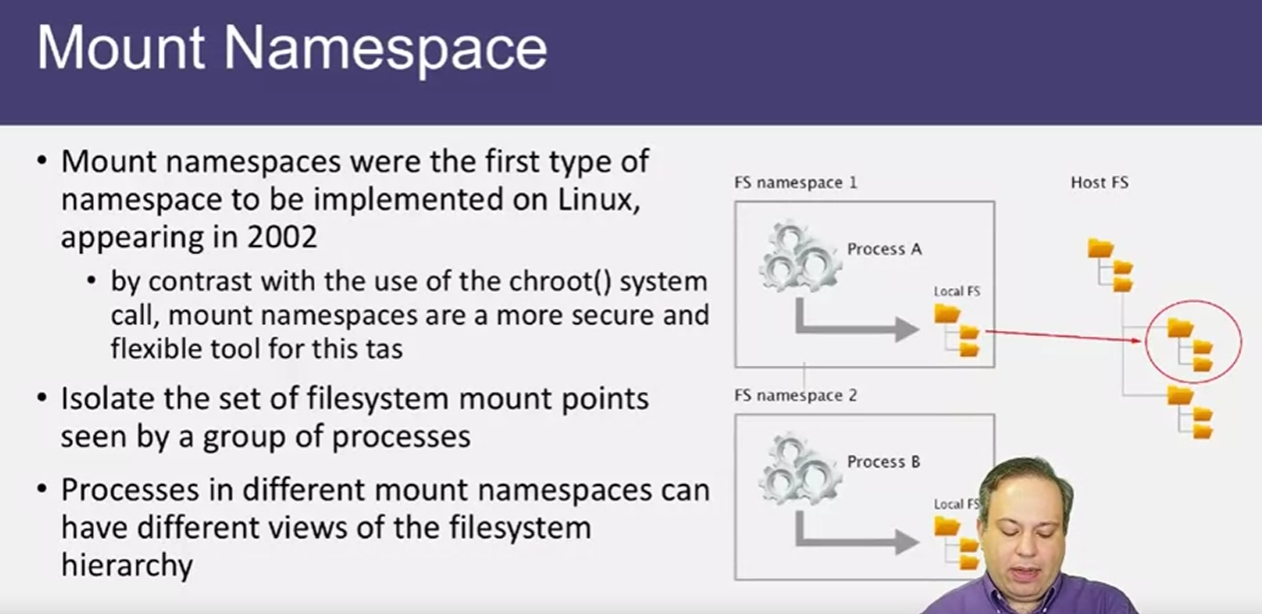 Mount Namespace
• Mount namespaces were the first type of
namespace to be implemented on Linux,
appearing in 2002
• by contrast with the use of the chroot() system
call, mount namespaces are a more secure and
flexible tool for this tas
• Isolate the set of filesystem mount points
seen by a group of processes
• Processes in different mount namespaces can
have different views of the filesystem
hierarchy
FS namespace 1
Process A
Local FS
Host FS
FS namespace 2
Process B
Local FS